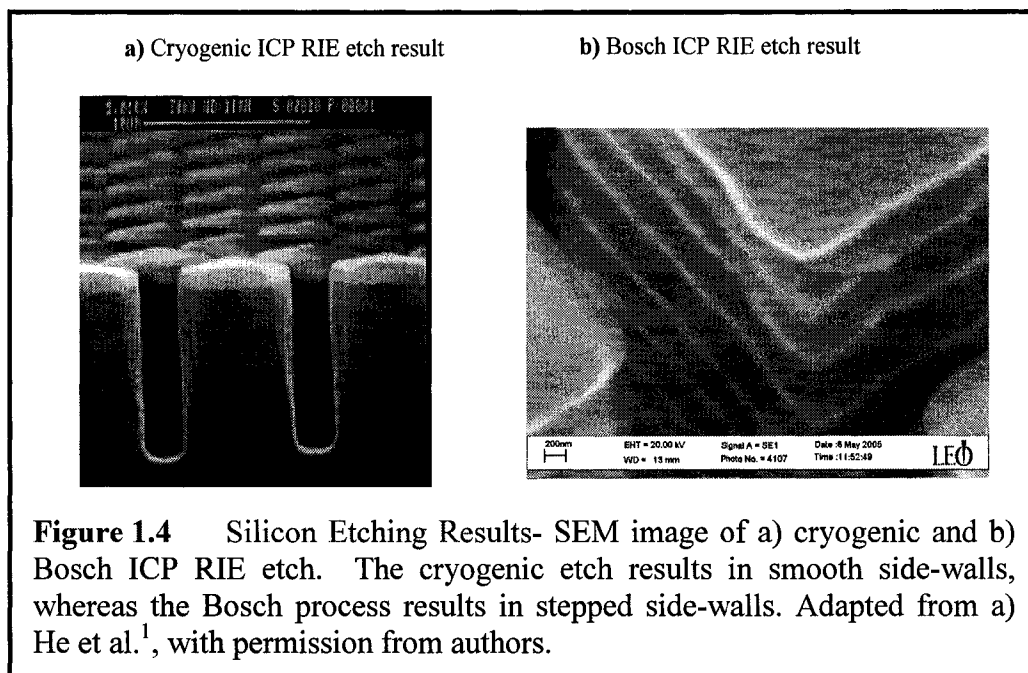 a) Cryogenic ICP RIE etch result
b) Bosch ICP RIE etch result
200nm
EHT = 20.00 kV
Signal A = SE1
Date :6 May 2005
WD = 13 mm
Photo No. = 4107
Time :11:52:49
LEO
Figure 1.4 Silicon Etching Results- SEM image of a) cryogenic and b)
Bosch ICP RIE etch. The cryogenic etch results in smooth side-walls,
whereas the Bosch process results in stepped side-walls. Adapted from a)
He et al.1, with permission from authors.